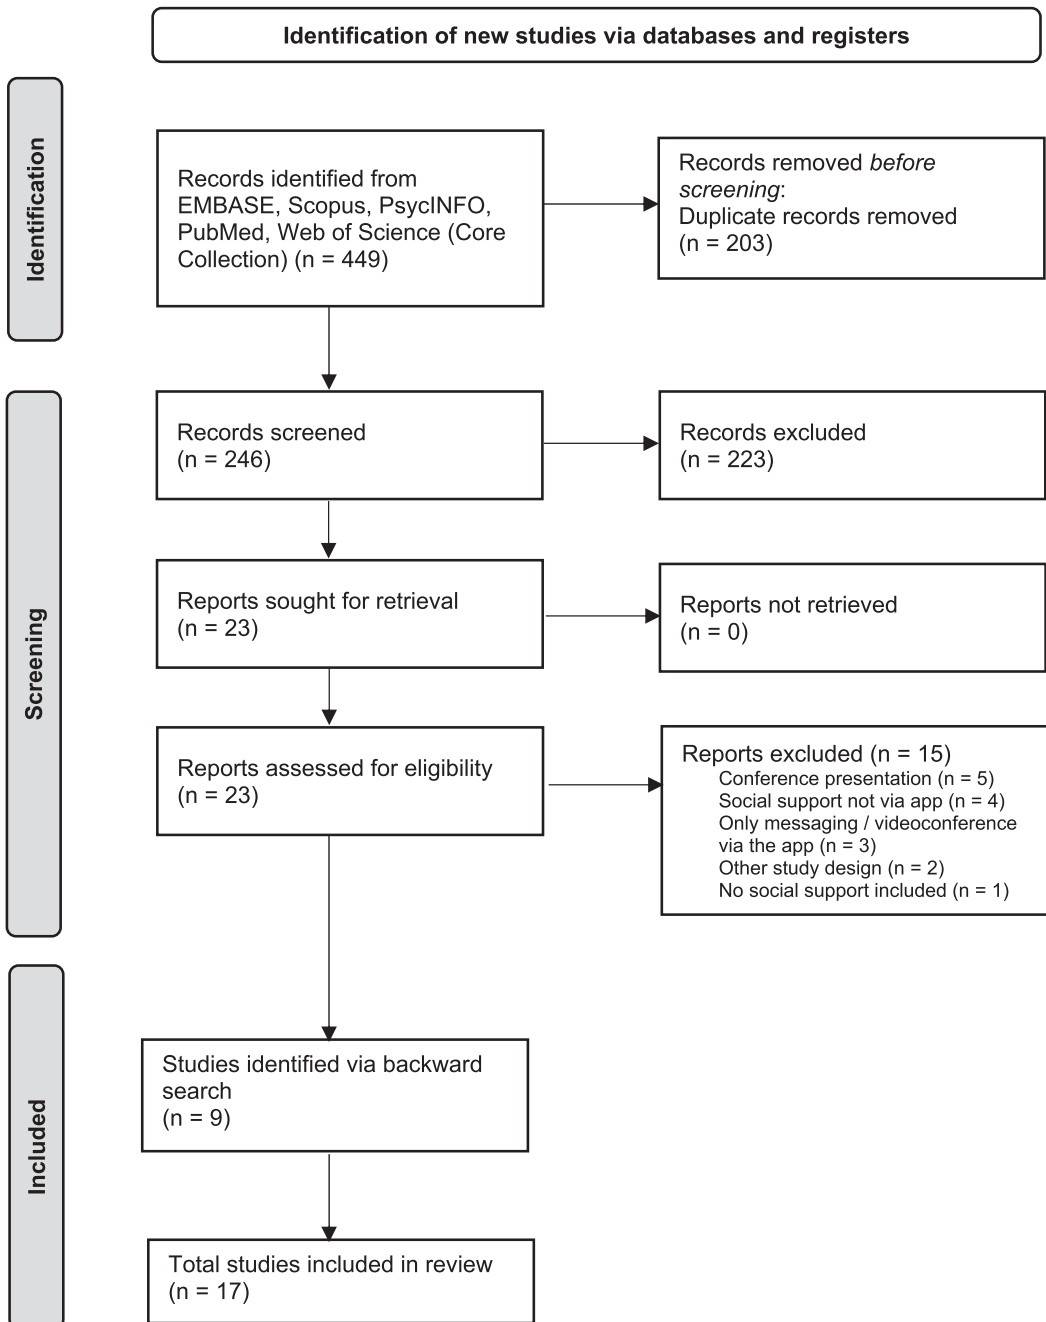 Identification of new studies via databases and registers
Identification
Records identified from
EMBASE, Scopus, PsycINFO,
PubMed, Web of Science (Core
Collection) (n = 449)
Records removed before
screening:
Duplicate records removed
(n = 203)
Screening
Records screened
(n = 246)
Records excluded
(n = 223)
Reports sought for retrieval
(n = 23)
Reports not retrieved
(n = 0)
Reports assessed for eligibility
(n = 23)
Reports excluded (n = 15)
Conference presentation (n = 5)
Social support not via app (n = 4)
Only messaging / videoconference
via the app (n = 3)
Other study design (n = 2)
No social support included (n = 1)
Included
Studies identified via backward
search
(n = 9)
Total studies included in review
(n = 17)